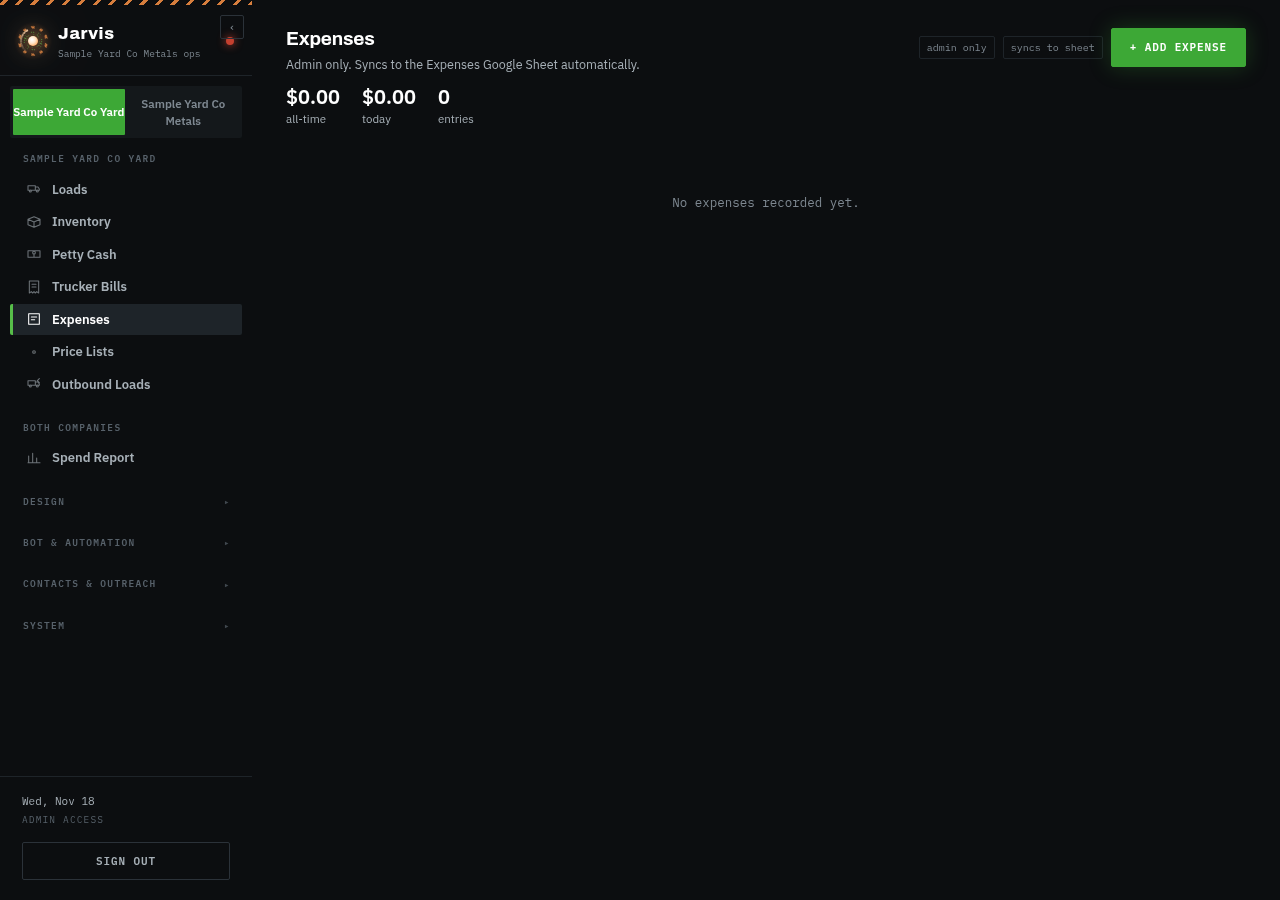 Jarvis
Sample Yard Co Metals ops
‹
Sample Yard Co Yard
Sample Yard Co
Metals
SAMPLE YARD CO YARD
Loads
Inventory
Petty Cash
Trucker Bills
Expenses
Price Lists
Outbound Loads
BOTH COMPANIES
Spend Report
DESIGN
BOT & AUTOMATION
CONTACTS & OUTREACH
SYSTEM
Wed, Nov 18
ADMIN ACCESS
SIGN OUT
Expenses
Admin only. Syncs to the Expenses Google Sheet automatically.
admin only
syncs to sheet
+ ADD EXPENSE
$0.00 $0.00 0
all-time today entries
No expenses recorded yet.